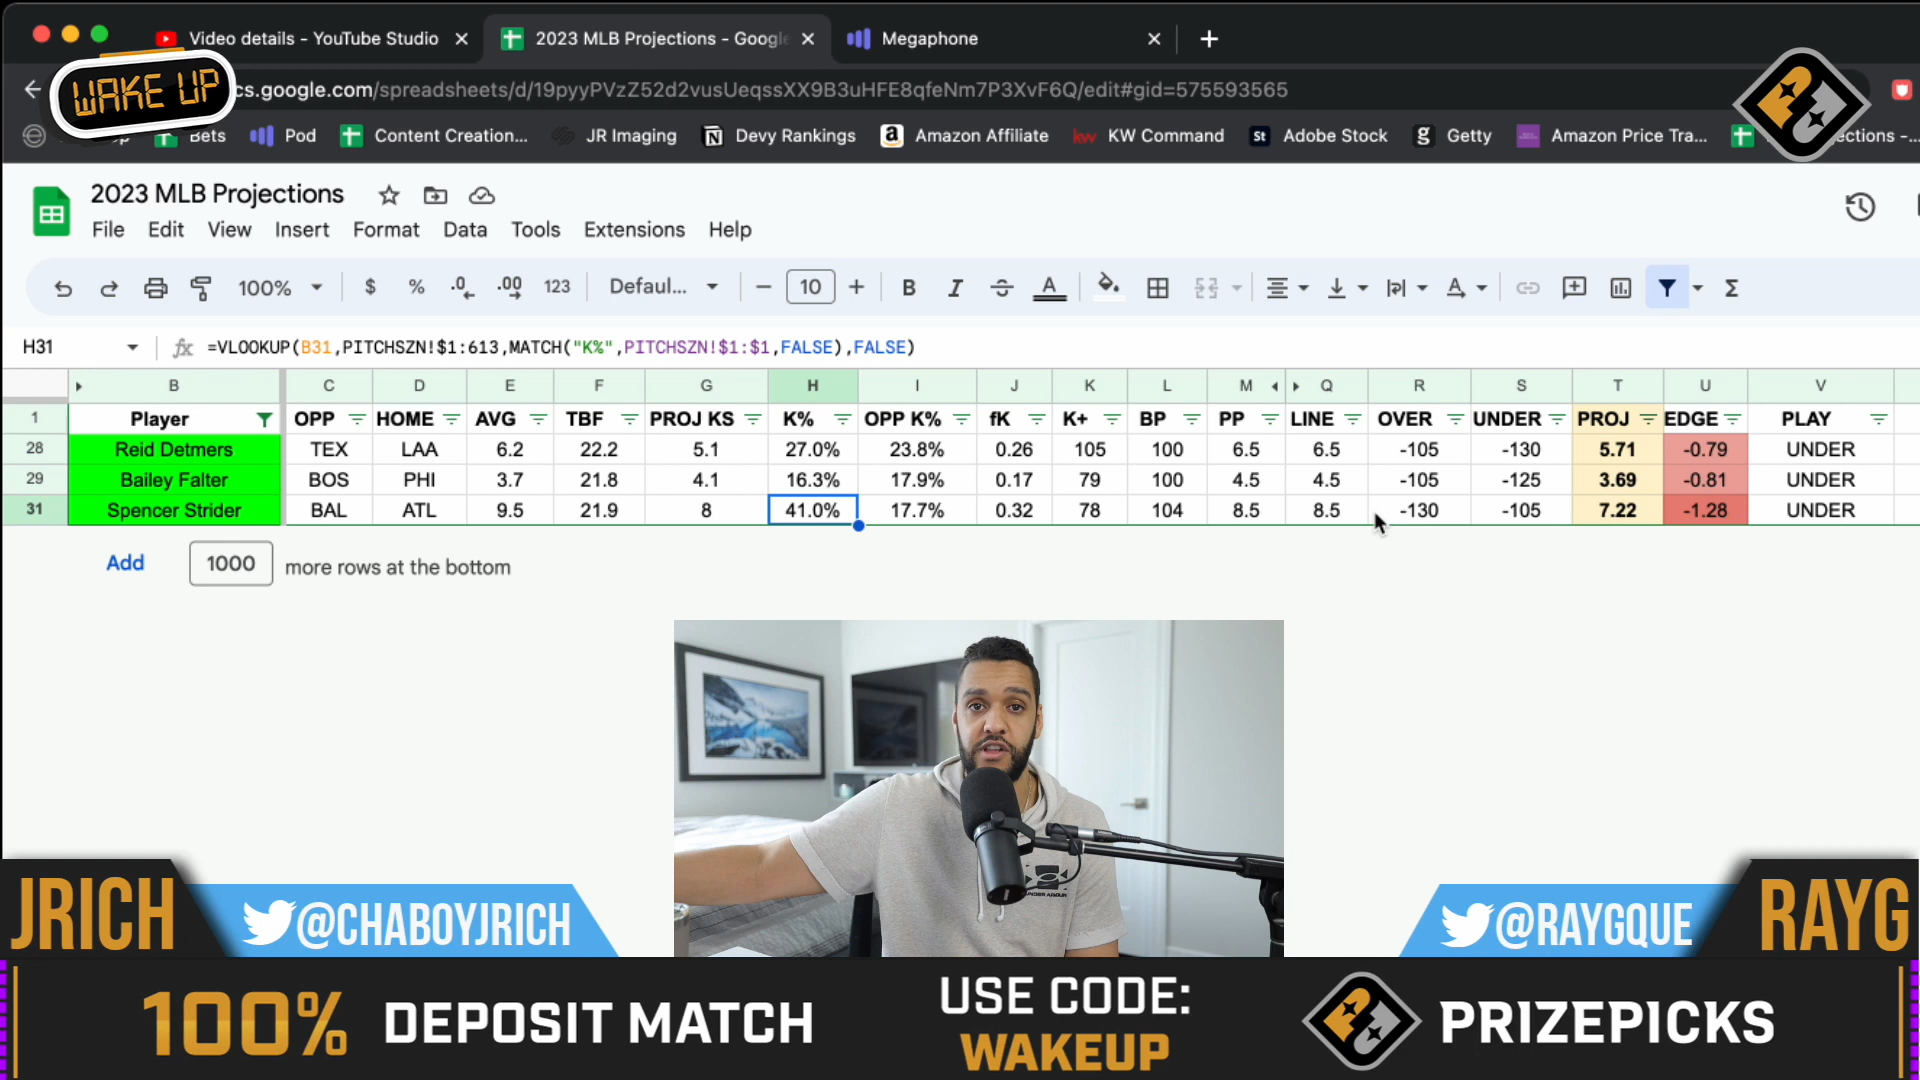 Video details - YouTube Studio
2023 MLB Projections - Google
Megaphone
WAKE UP
cs.google.com/spreadsheets/d/19pyyPVzZ52d2vusUeqssXX9B3uHFE8qfeNm7P3XvF6Q/edit#gid=575593565
Bets Pod Content Creation... JR Imaging Devy Rankings Amazon Affiliate KW Command Adobe Stock Getty Amazon Price Tra... ections -...
2023 MLB Projections
File Edit View Insert Format Data Tools Extensions Help
100% $ % .0 .00 123 Defaul... 10 B I A
H31 fx =VLOOKUP(B31,PITCHSZN!$1:613,MATCH("K%",PITCHSZN!$1:$1,FALSE),FALSE)
B C D E F G H I J K L M Q R S T U V
1 Player OPP HOME AVG TBF PROJ KS K% OPP K% fK K+ BP PP LINE OVER UNDER PROJ EDGE PLAY
28 Reid Detmers TEX LAA 6.2 22.2 5.1 27.0% 23.8% 0.26 105 100 6.5 6.5 -105 -130 5.71 -0.79 UNDER
29 Bailey Falter BOS PHI 3.7 21.8 4.1 16.3% 17.9% 0.17 79 100 4.5 4.5 -105 -125 3.69 -0.81 UNDER
31 Spencer Strider BAL ATL 9.5 21.9 8 41.0% 17.7% 0.32 78 104 8.5 8.5 -130 -105 7.22 -1.28 UNDER
Add 1000 more rows at the bottom
UNDER ARMOUR
JRICH @CHABOYJRICH
@RAYGQUE RAYG
100% DEPOSIT MATCH
USE CODE:
WAKEUP
PRIZEPICKS